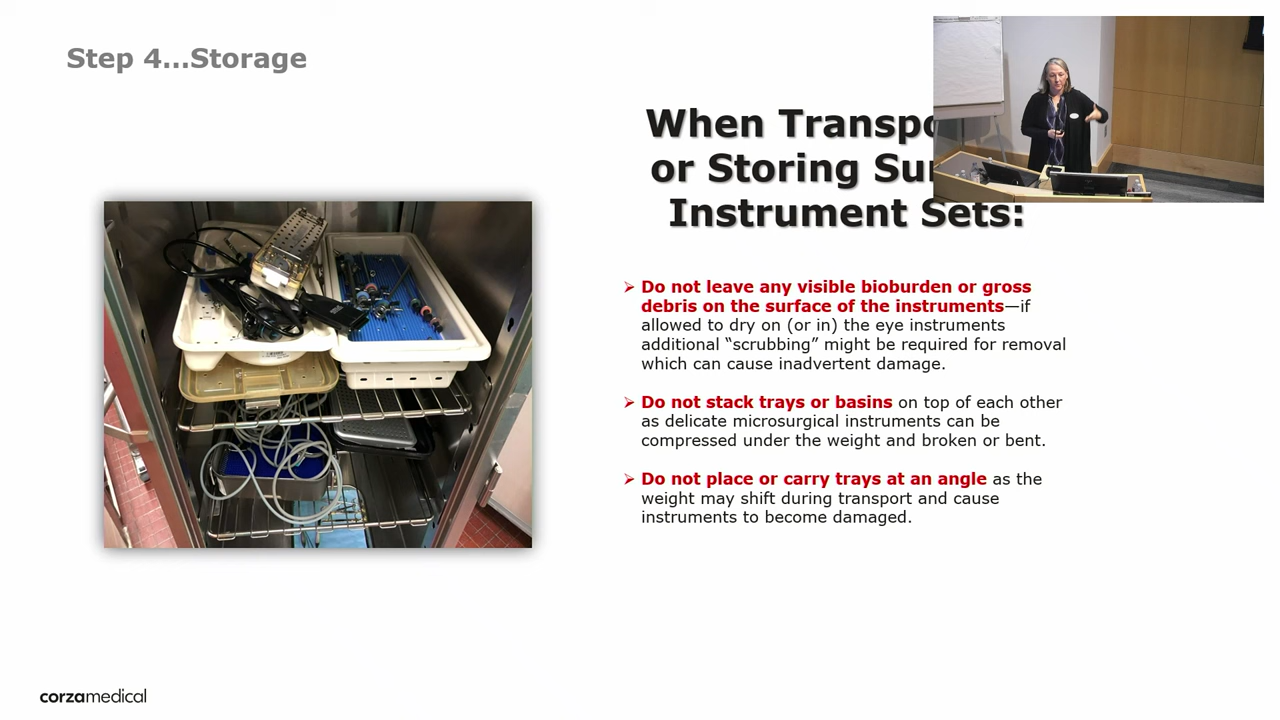 Step 4...Storage
When
or Storing
Instrument Sets:
➢ Do not leave any visible bioburden or gross
debris on the surface of the instruments—if
allowed to dry on (or in) the eye instruments
additional “scrubbing” might be required for removal
which can cause inadvertent damage.
➢ Do not stack trays or basins on top of each other
as delicate microsurgical instruments can be
compressed under the weight and broken or bent.
➢ Do not place or carry trays at an angle as the
weight may shift during transport and cause
instruments to become damaged.
corzamedical